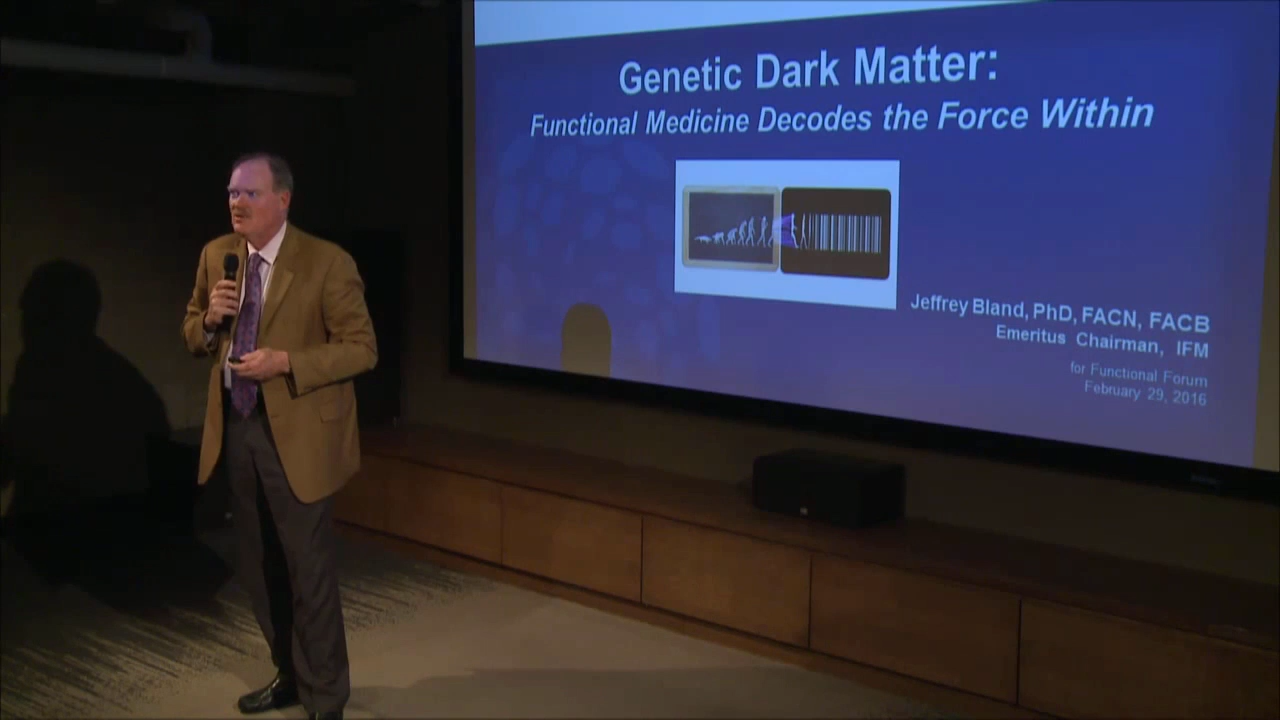 Genetic Dark Matter:
Functional Medicine Decodes the Force Within
Jeffrey Bland, PhD, FACN, FACB
Emeritus Chairman, IFM
for Functional Forum
February 29, 2016